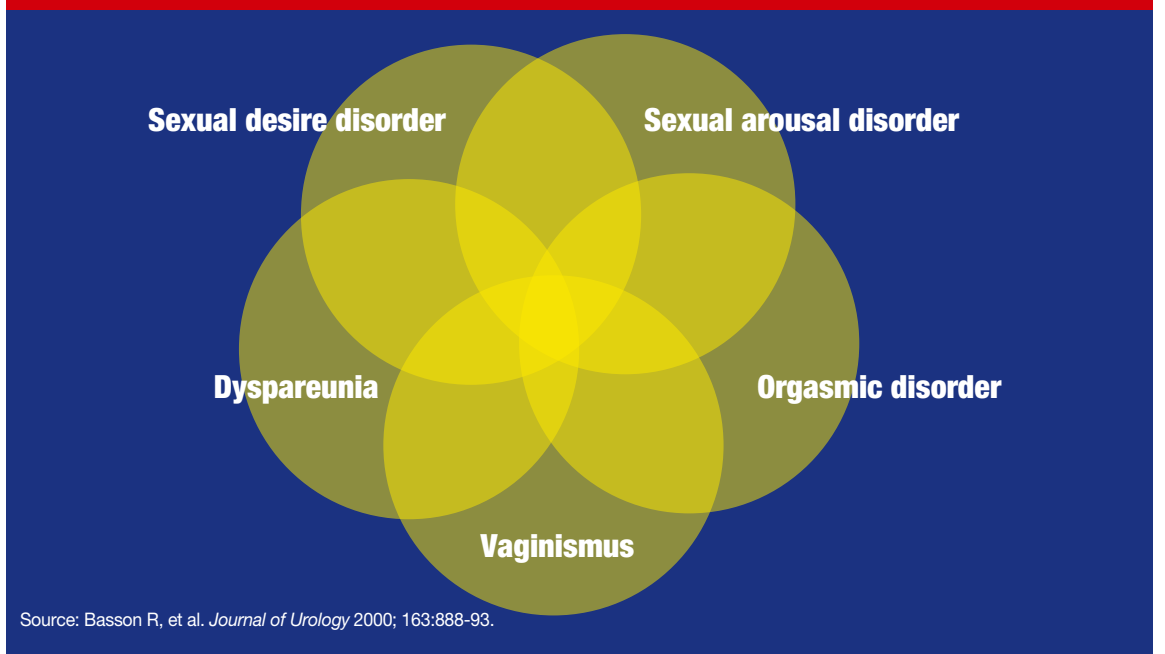 Sexual desire disorder
Sexual arousal disorder
Dyspareunia
Orgasmic disorder
Vaginismus
Source: Basson R, et al. Journal of Urology 2000; 163:888-93.